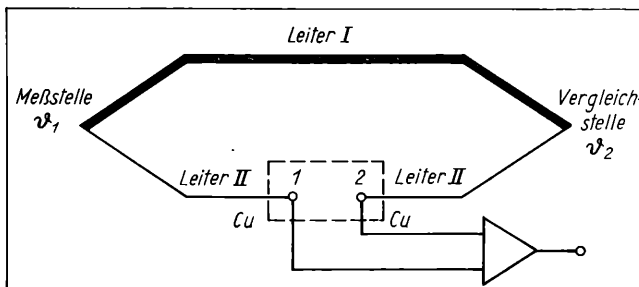 Leiter I
Meßstelle
ϑ₁
Vergleich-
stelle
ϑ₂
Leiter II
1
2
Leiter II
Cu
Cu